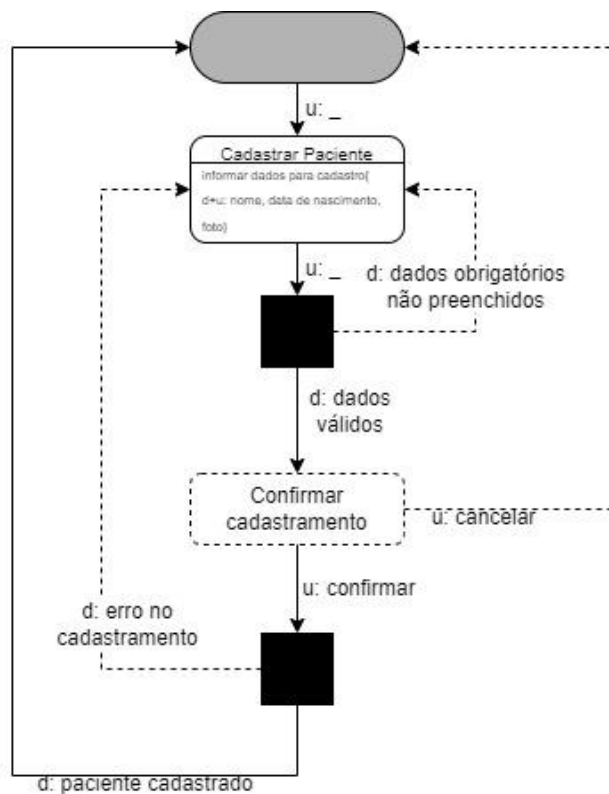 u: _
Cadastrar Paciente
informar dados para cadastro{
d+u: nome, data de nascimento,
foto}
u: _
d: dados obrigatórios
não preenchidos
d: dados
válidos
Confirmar
cadastramento
u: cancelar
u: confirmar
d: erro no
cadastramento
d: paciente cadastrado